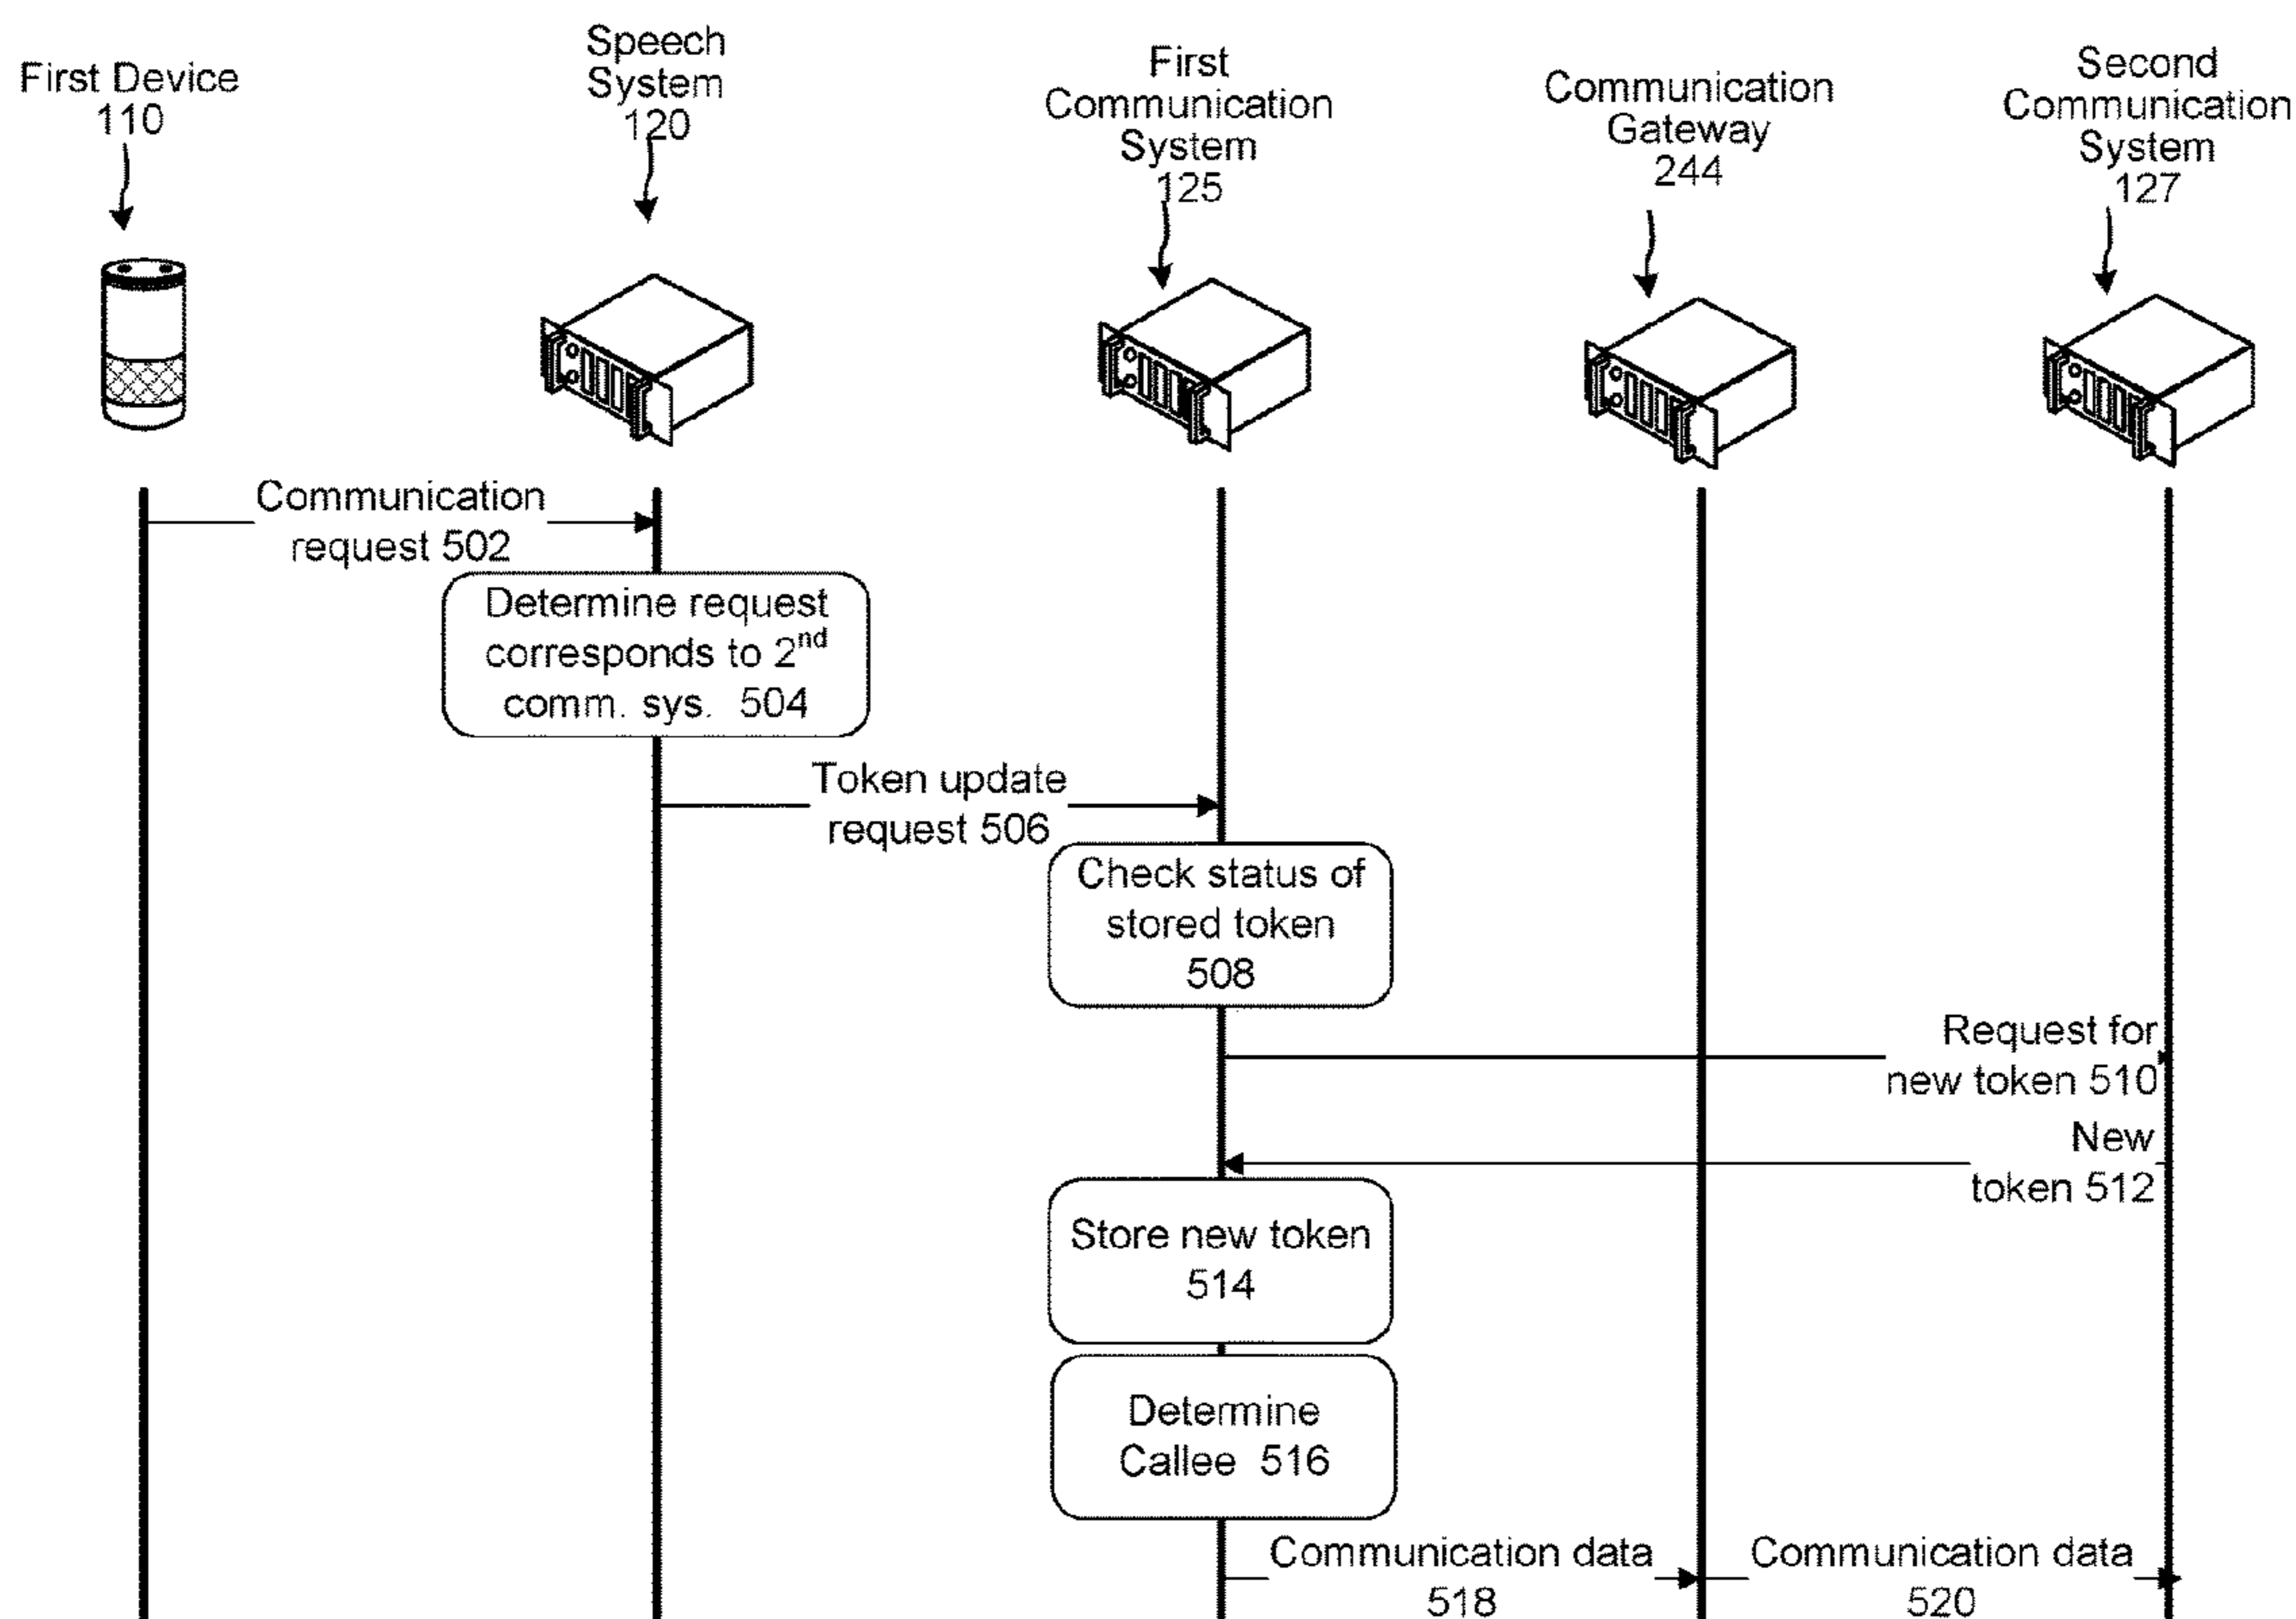 First Device
110
Speech
System
120
First
Communication
System
125
Communication
Gateway
244
Second
Communication
System
127
Communication
request 502
Determine request
corresponds to 2nd
comm. sys. 504
Token update
request 506
Check status of
stored token
508
Request for
new token 510
New
token 512
Store new token
514
Determine
Callee 516
Communication data
518
Communication data
520